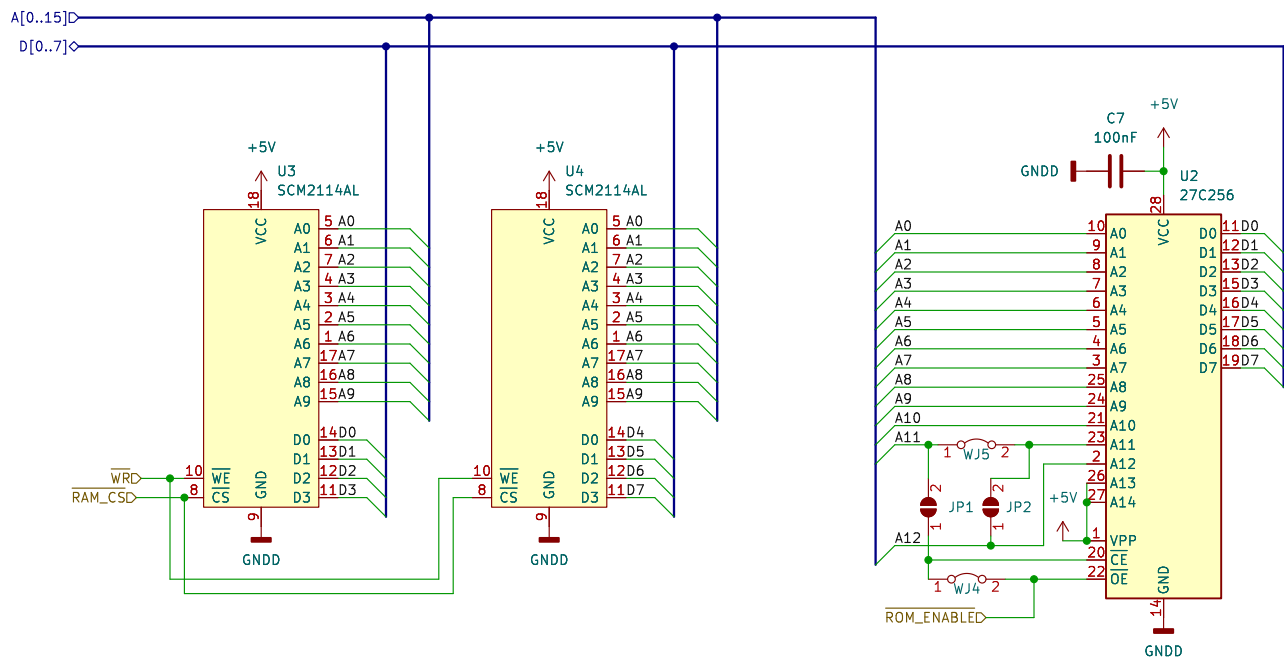 A[0..15]
D[0..7]
+5V
U3
SCM2114AL
18
VCC
A0 5 A0
A1 6 A1
A2 7 A2
A3 4 A3
A4 3 A4
A5 2 A5
A6 1 A6
A7 17 A7
A8 16 A8
A9 15 A9
D0 14 D0
D1 13 D1
D2 12 D2
D3 11 D3
WR
RAM_CS
10 WE
8 CS
GND
9
GNDD
+5V
U4
SCM2114AL
18
VCC
A0 5 A0
A1 6 A1
A2 7 A2
A3 4 A3
A4 3 A4
A5 2 A5
A6 1 A6
A7 17 A7
A8 16 A8
A9 15 A9
D0 14 D4
D1 13 D5
D2 12 D6
D3 11 D7
10 WE
8 CS
GND
9
GNDD
+5V
C7
100nF
GNDD
U2
27C256
28
VCC
A0 10 A0
A1 9 A1
A2 8 A2
A3 7 A3
A4 6 A4
A5 5 A5
A6 4 A6
A7 3 A7
A8 25 A8
A9 24 A9
A10 21 A10
A11 23 A11
2 A12
26 A13
27 A14
1 VPP
20 CE
22 OE
D0 11 D0
D1 12 D1
D2 13 D2
D3 15 D3
D4 16 D4
D5 17 D5
D6 18 D6
D7 19 D7
1 WJ5 2
2 JP1 1
2 JP2 1
+5V
A12
1 WJ4 2
ROM_ENABLE
GND
14
GNDD